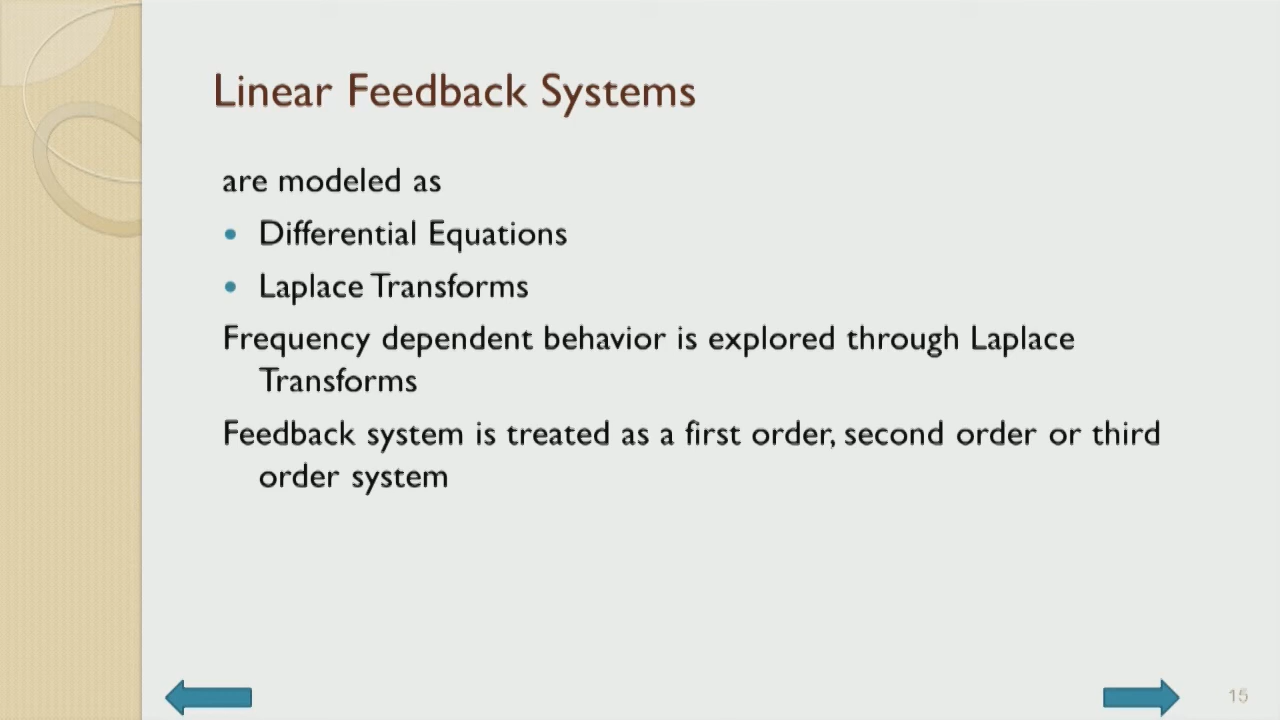 Linear Feedback Systems
are modeled as
• Differential Equations
• Laplace Transforms
Frequency dependent behavior is explored through Laplace
Transforms
Feedback system is treated as a first order, second order or third
order system
15